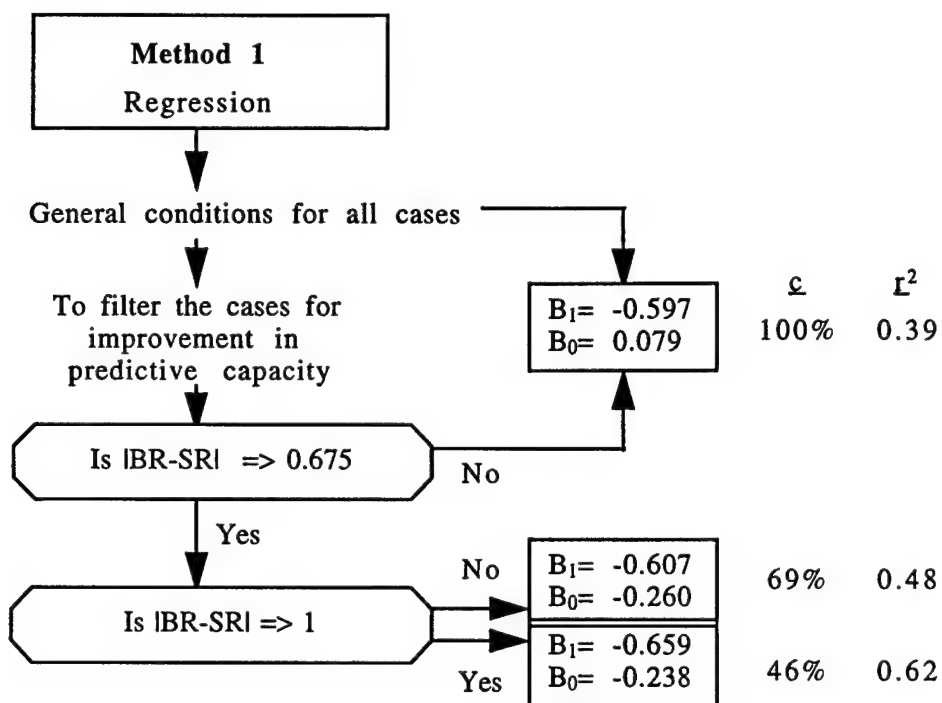 Method 1
Regression
General conditions for all cases
To filter the cases for
improvement in
predictive capacity
c r²
B₁= -0.597
B₀= 0.079
100% 0.39
Is |BR-SR| => 0.675
No
Yes
No
B₁= -0.607
B₀= -0.260
69% 0.48
Is |BR-SR| => 1
Yes
B₁= -0.659
B₀= -0.238
46% 0.62